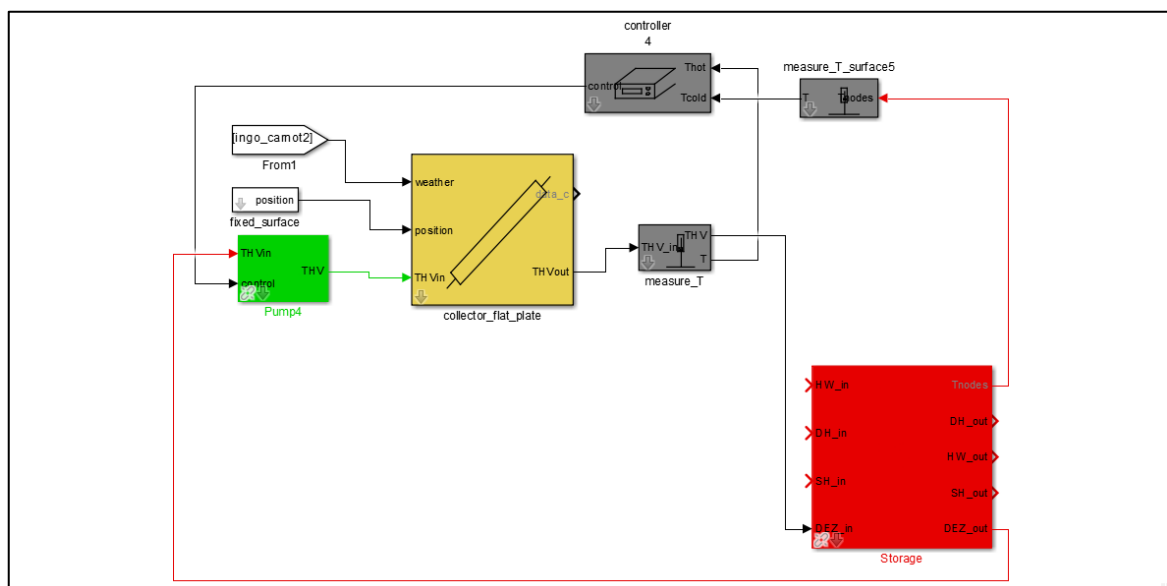 controller
4
Thot
control
Tcold
measure_T_surface5
T
Tnodes
[ingo_carnot2]
From1
position
fixed_surface
THVin
THV
control
Pump4
weather
data_c
position
THVin
THVout
collector_flat_plate
THV_in
THV
T
measure_T
HW_in
Tnodes
DH_out
DH_in
HW_out
SH_in
SH_out
DEZ_in
DEZ_out
Storage